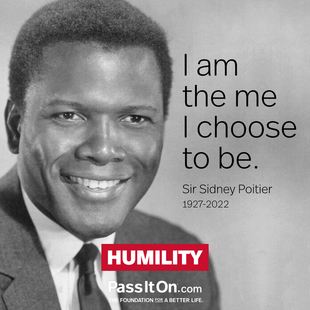 I am
the me
I choose
to be.
Sir Sidney Poitier
1927-2022
HUMILITY
PassItOn.com
THE FOUNDATION FOR A BETTER LIFE.